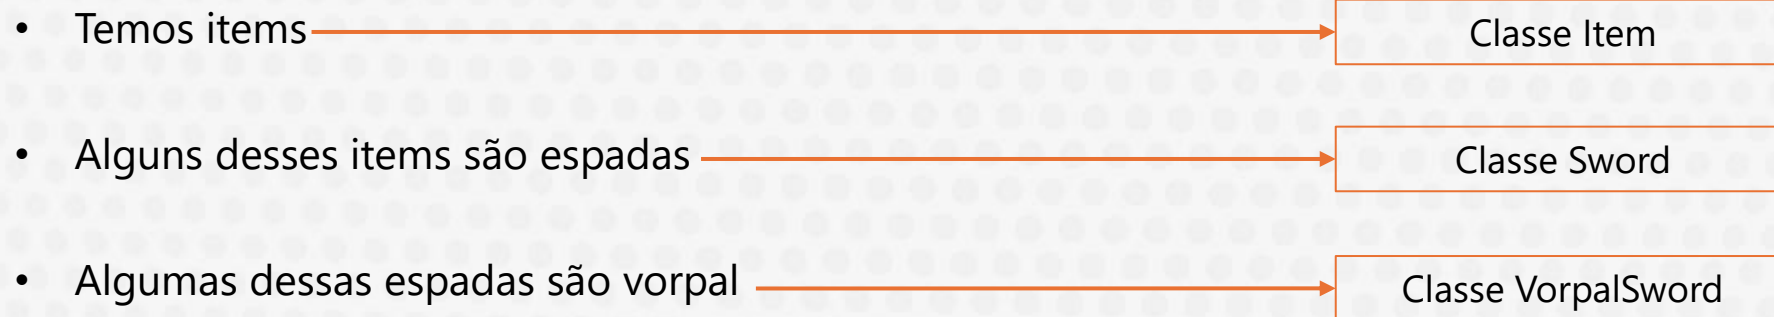 • Temos items
Classe Item
• Alguns desses items são espadas
Classe Sword
• Algumas dessas espadas são vorpal
Classe VorpalSword